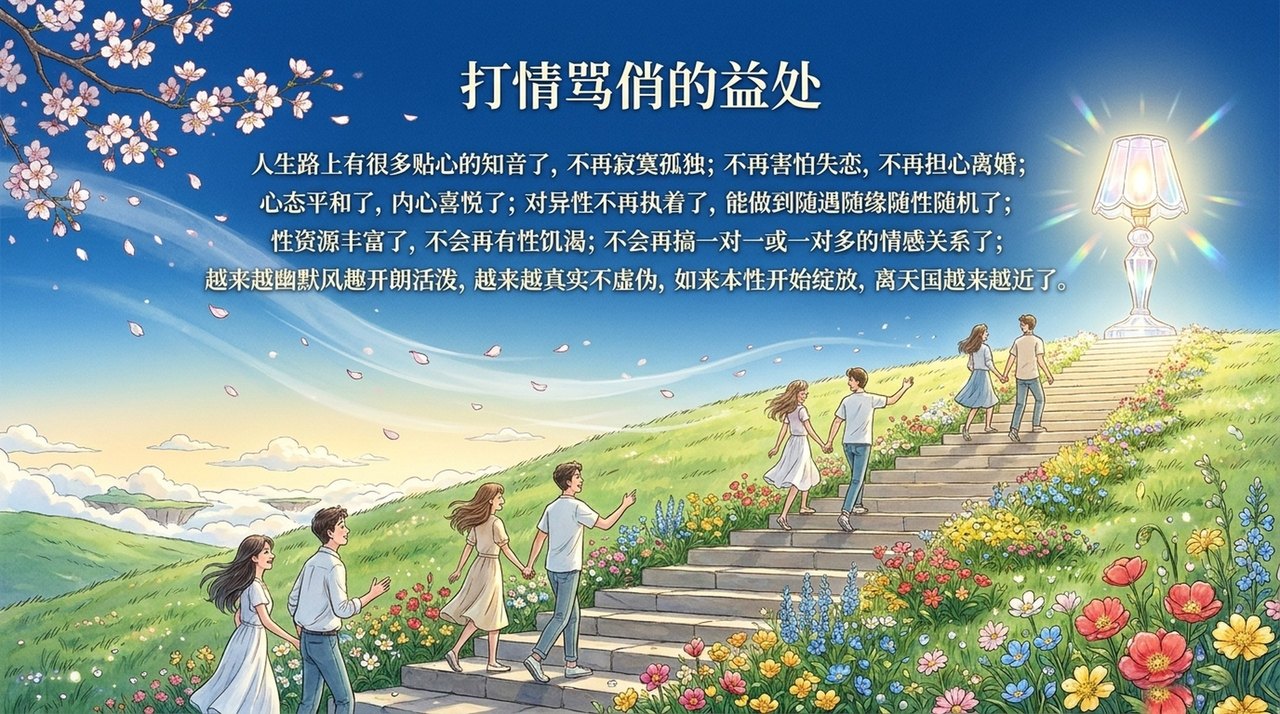 打情骂俏的益处
人生路上有很多贴心的知音了, 不再寂寞孤独; 不再害怕失恋, 不再担心离婚;
心态平和了, 内心喜悦了; 对异性不再执着了, 能做到随遇随缘随性随机了;
性资源丰富了, 不会再有性饥渴; 不会再搞一对一或一对多的情感关系了;
越来越幽默风趣开朗活泼, 越来越真实不虚伪, 如来本性开始绽放, 离天国越来越近了。